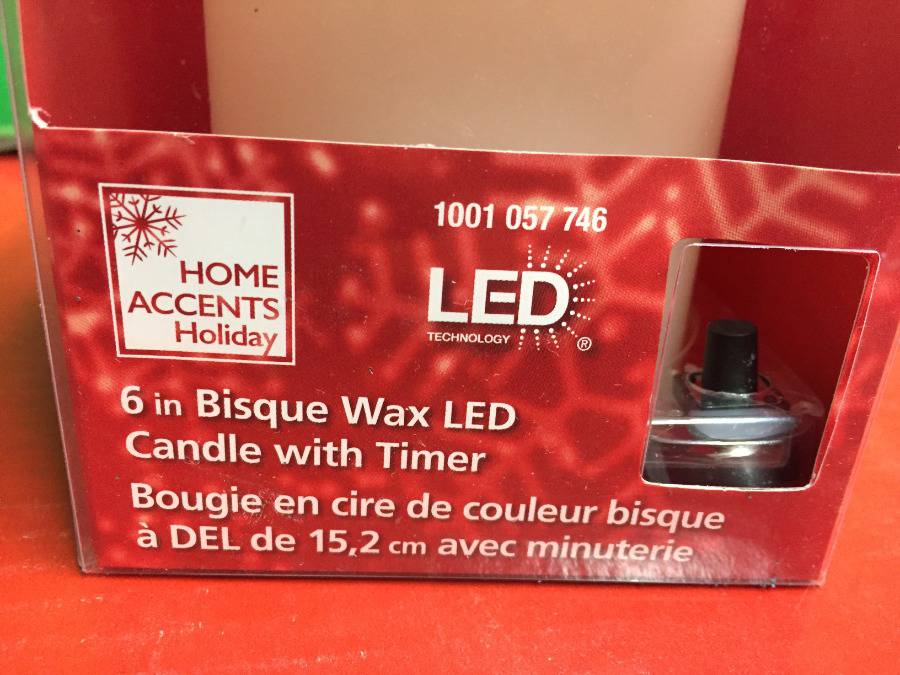 HOME
ACCENTS
Holiday
1001 057 746
LED
TECHNOLOGY ®
6 in Bisque Wax LED
Candle with Timer
Bougie en cire de couleur bisque
à DEL de 15,2 cm avec minuterie